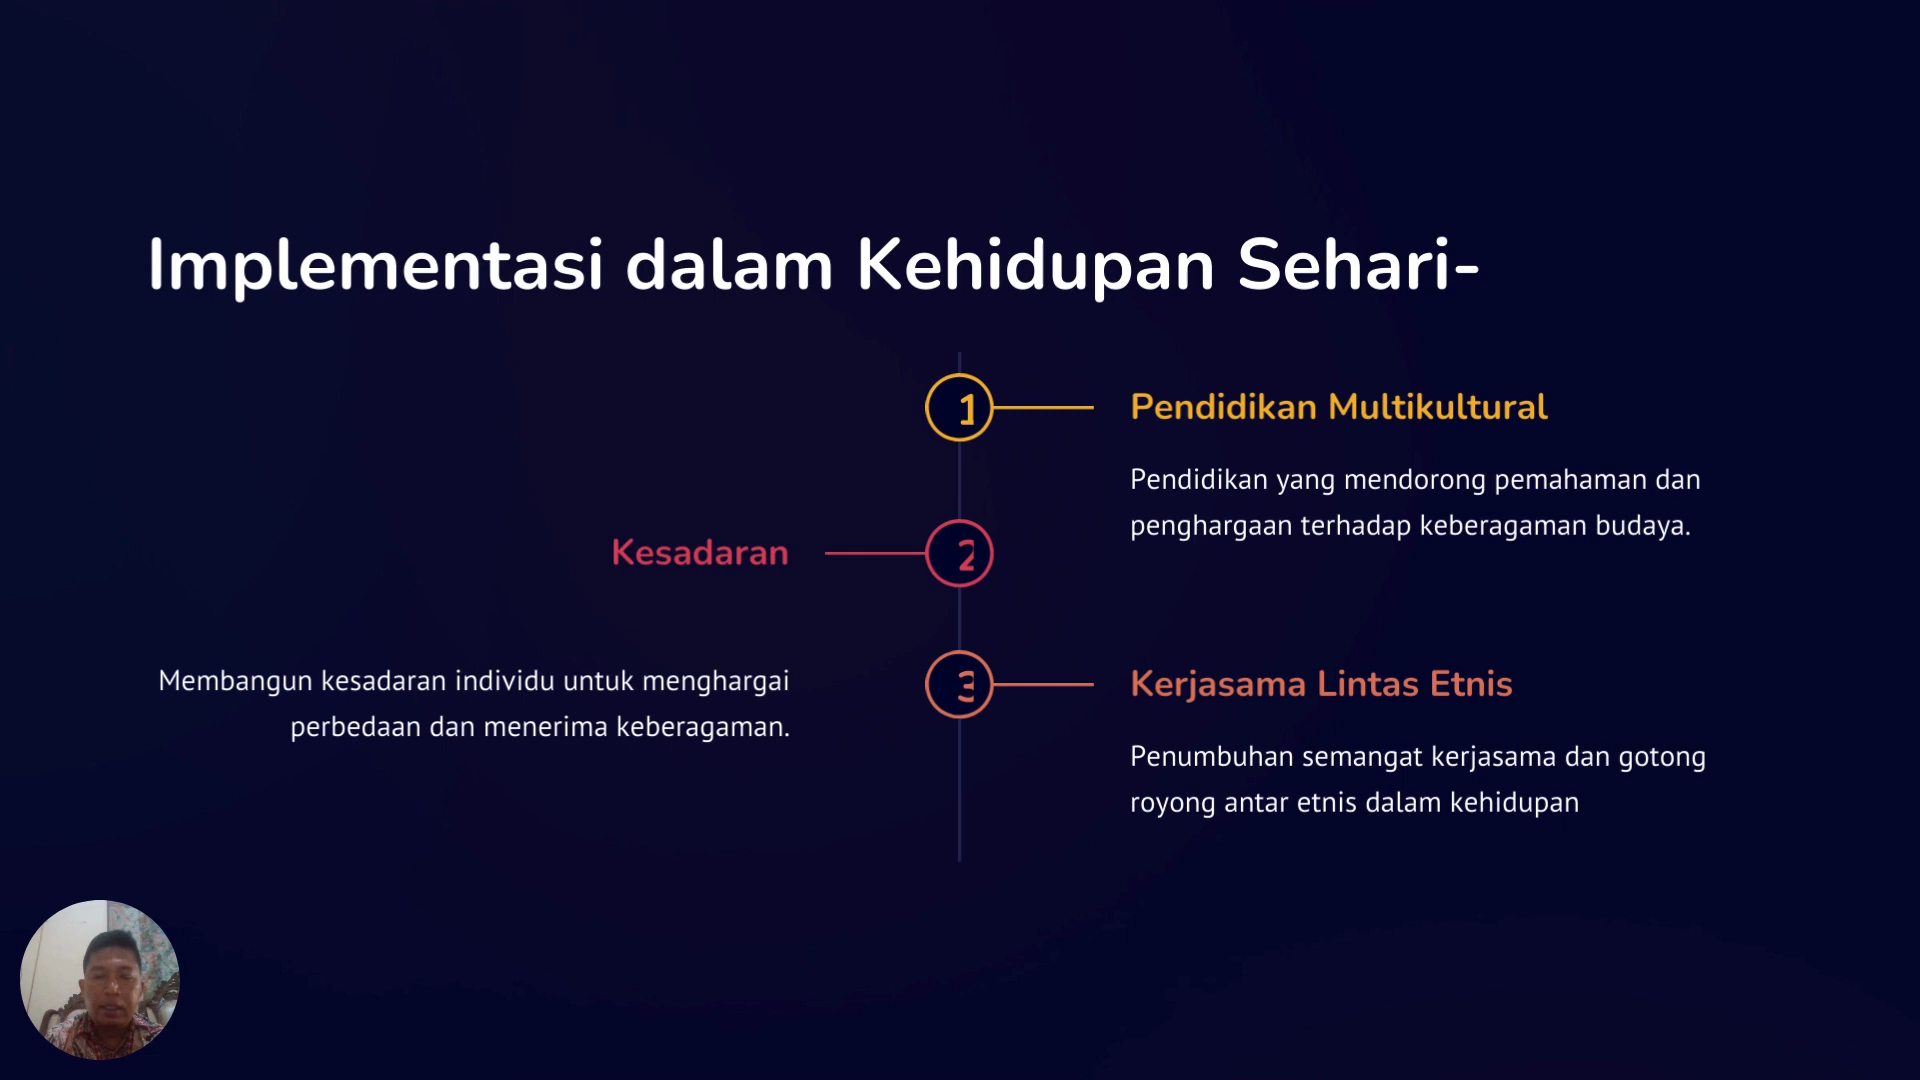 Implementasi dalam Kehidupan Sehari-
1
Pendidikan Multikultural
Pendidikan yang mendorong pemahaman dan
penghargaan terhadap keberagaman budaya.
2
Kesadaran
Membangun kesadaran individu untuk menghargai
perbedaan dan menerima keberagaman.
3
Kerjasama Lintas Etnis
Penumbuhan semangat kerjasama dan gotong
royong antar etnis dalam kehidupan